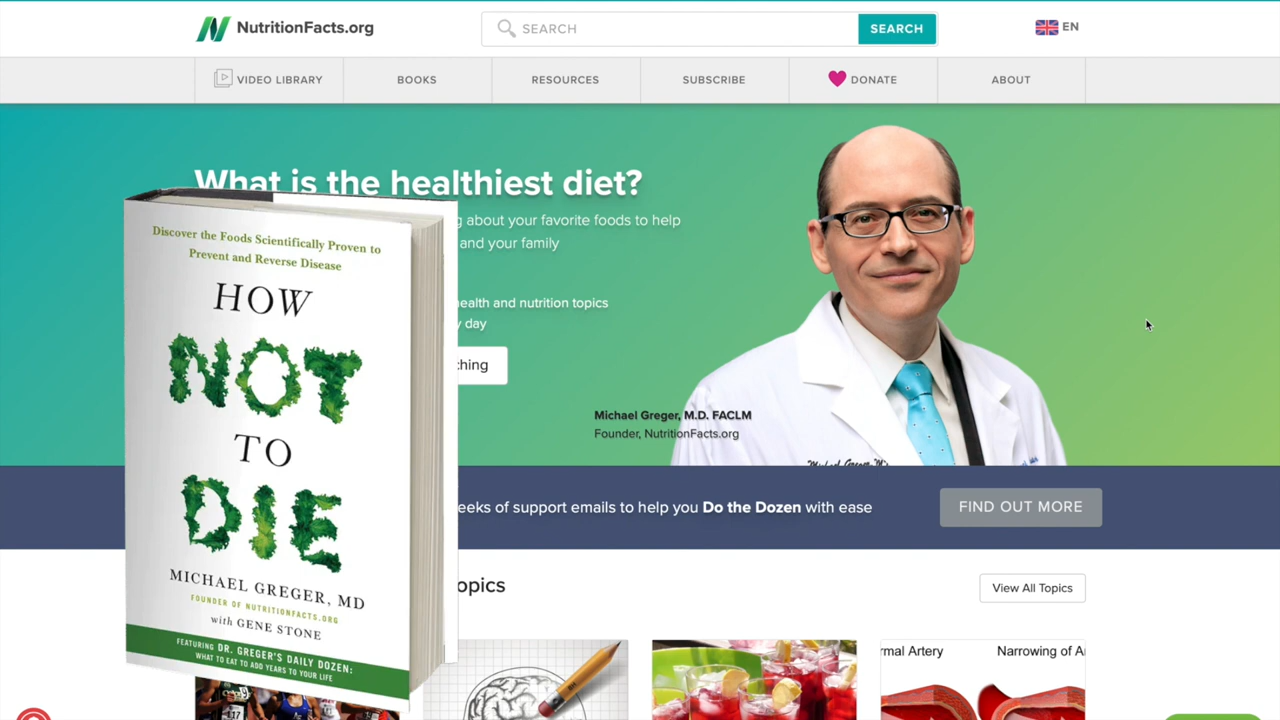 NutritionFacts.org
SEARCH
SEARCH
EN
VIDEO LIBRARY
BOOKS
RESOURCES
SUBSCRIBE
DONATE
ABOUT
What is the healthiest diet?
about your favorite foods to help
and your family
health and nutrition topics
day
Michael Greger, M.D. FACLM
Founder, NutritionFacts.org
of support emails to help you Do the Dozen with ease
FIND OUT MORE
View All Topics
Discover the Foods Scientifically Proven to
Prevent and Reverse Disease
HOW
NOT
TO
DIE
MICHAEL GREGER, MD
FOUNDER OF NUTRITIONFACTS.ORG
with GENE STONE
FEATURING DR. GREGER'S DAILY DOZEN:
WHAT TO EAT TO ADD YEARS TO YOUR LIFE
Artery
Narrowing of